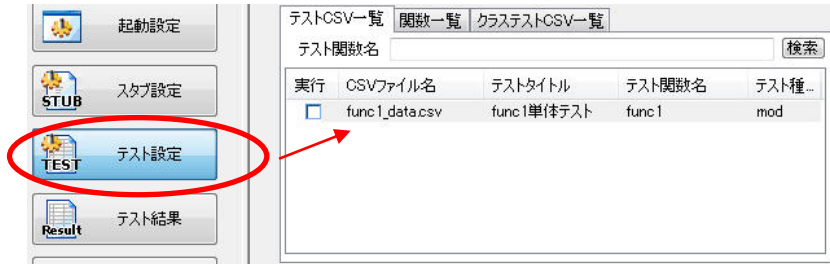 起動設定
STUB
スタブ設定
TEST
テスト設定
Result
テスト結果
テストCSV一覧 関数一覧 クラステストCSV一覧
テスト関数名 検索
実行 CSVファイル名 テストタイトル テスト関数名 テスト種...
func1_data.csv func1単体テスト func1 mod